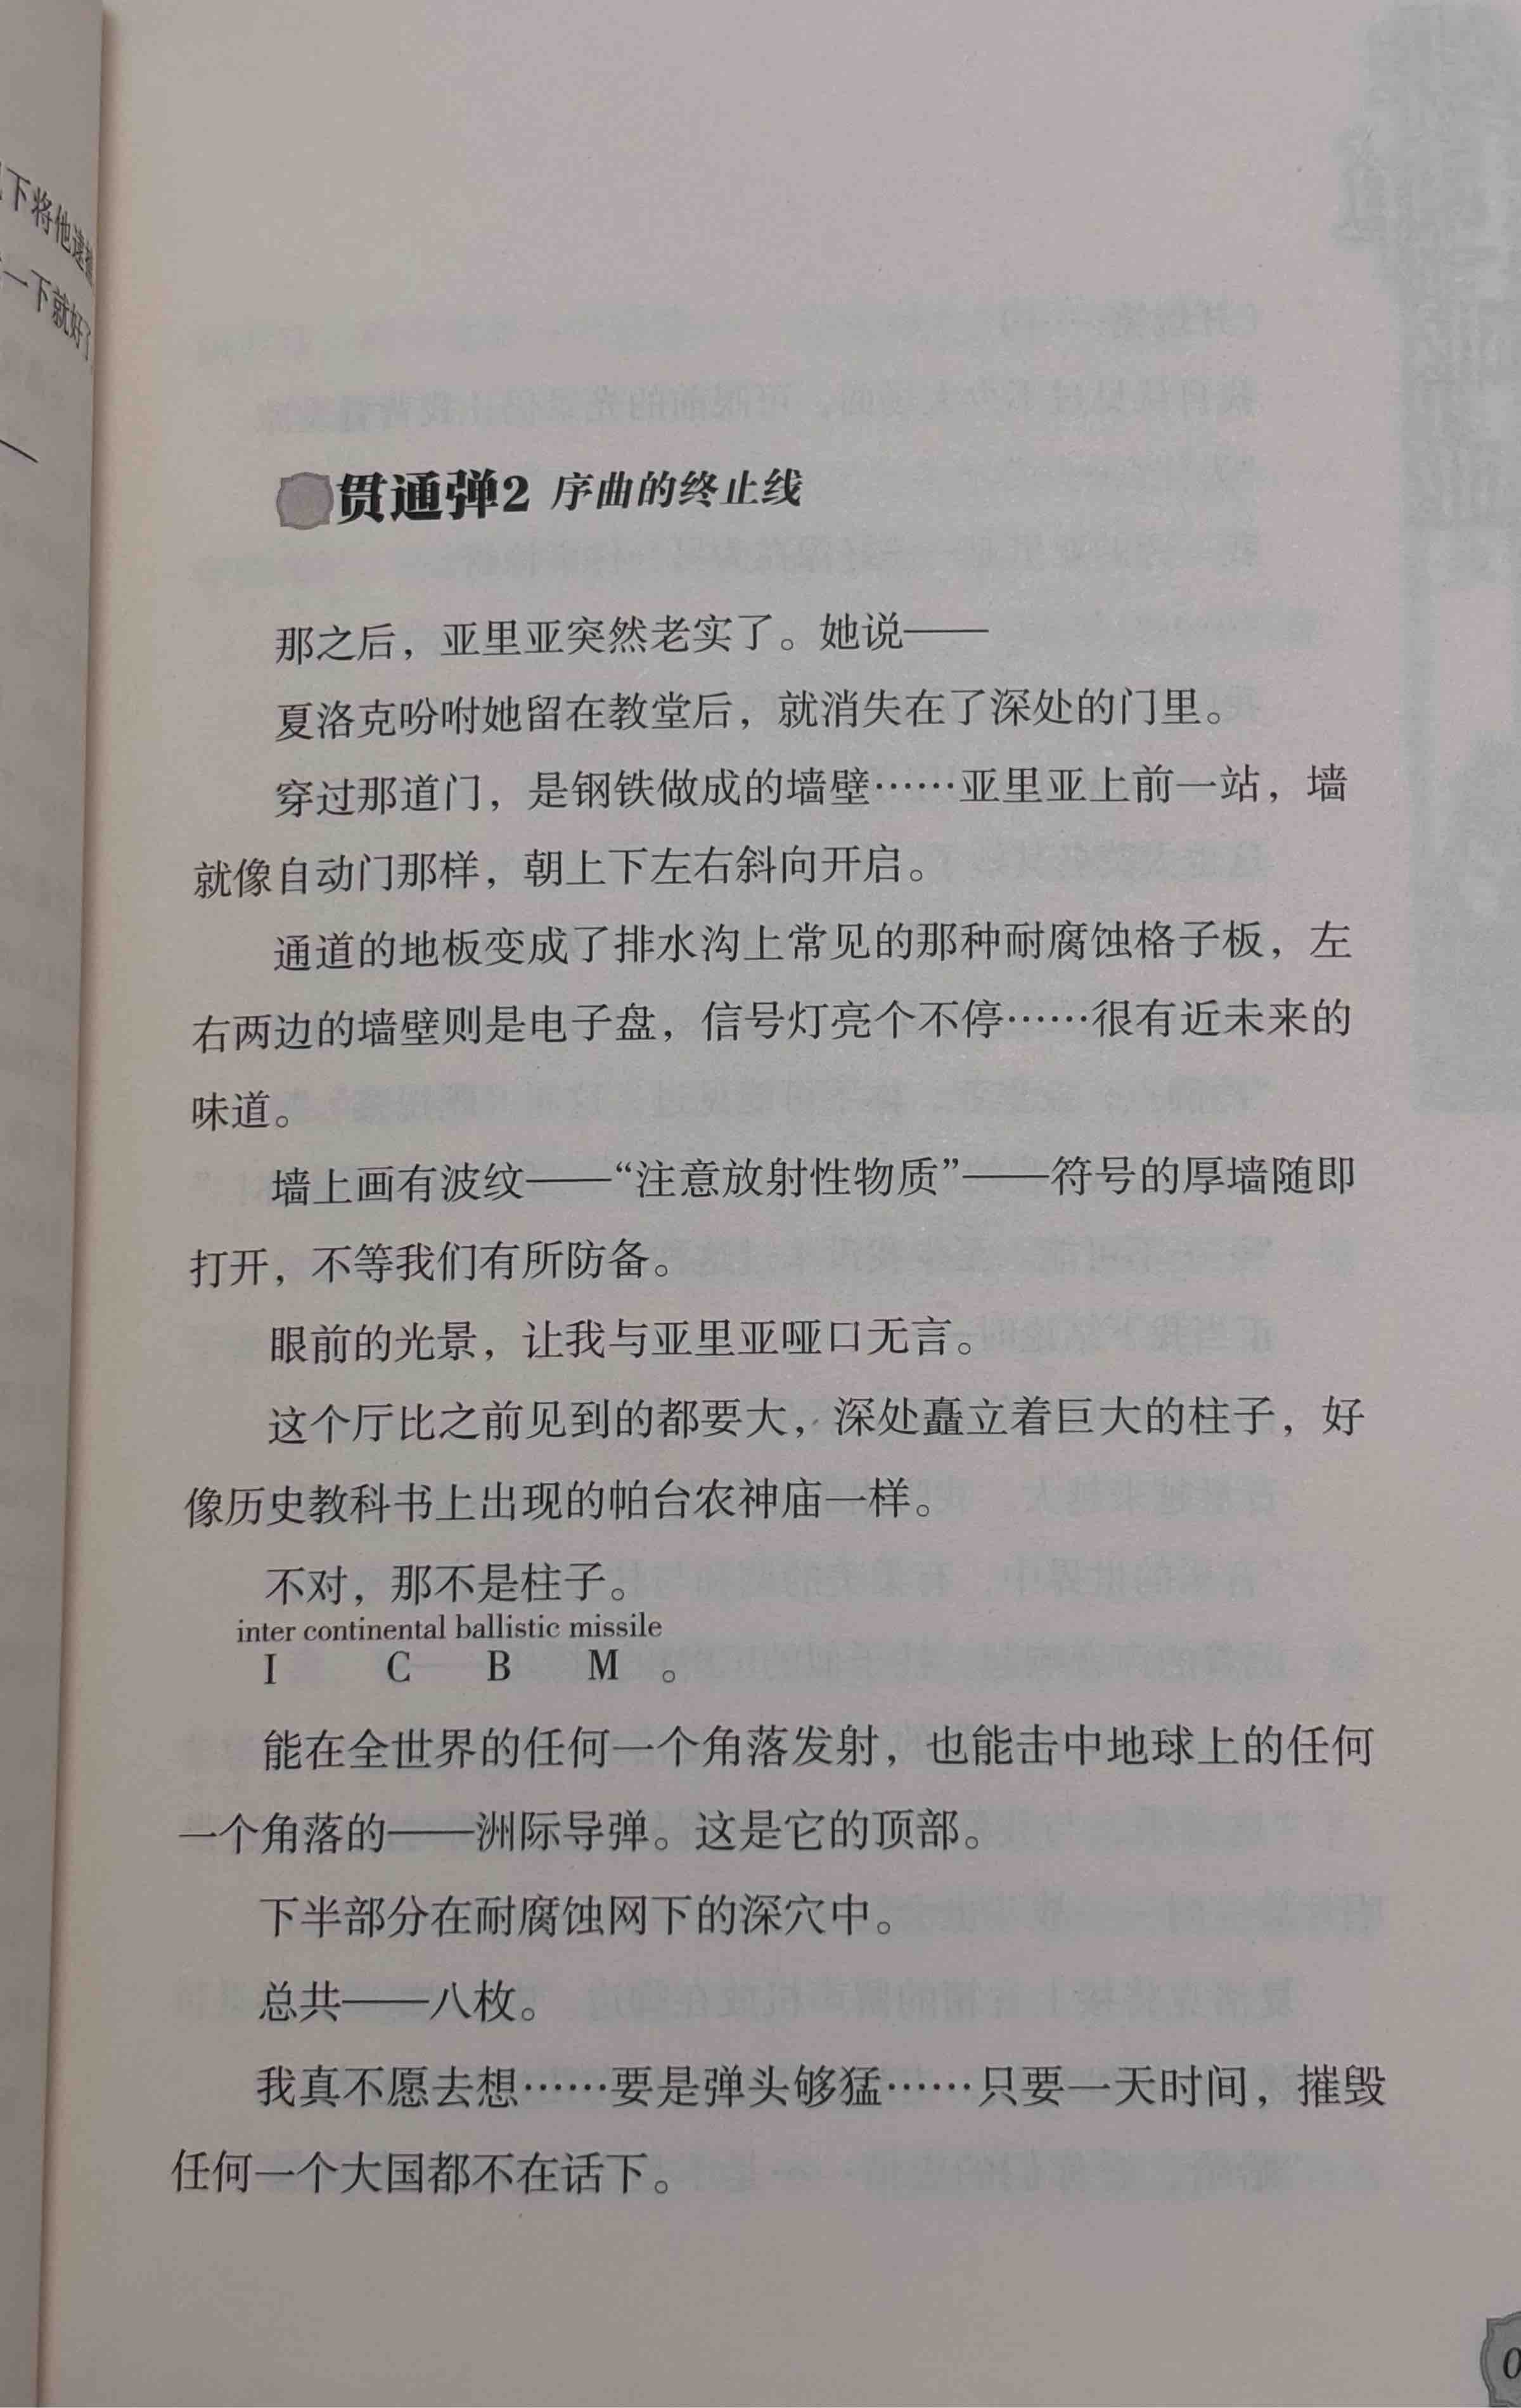 下将他逮
一下就好了
贯通弹2 序曲的终止线
那之后，亚里亚突然老实了。她说——
夏洛克吩咐她留在教堂后，就消失在了深处的门里。
穿过那道门，是钢铁做成的墙壁……亚里亚上前一站，墙
就像自动门那样，朝上下左右斜向开启。
通道的地板变成了排水沟上常见的那种耐腐蚀格子板，左
右两边的墙壁则是电子盘，信号灯亮个不停……很有近未来的
味道。
墙上画有波纹——“注意放射性物质”——符号的厚墙随即
打开，不等我们有所防备。
眼前的光景，让我与亚里亚哑口无言。
这个厅比之前见到的都要大，深处矗立着巨大的柱子，好
像历史教科书上出现的帕台农神庙一样。
不对，那不是柱子。
inter continental ballistic missile
I C B M 。
能在全世界的任何一个角落发射，也能击中地球上的任何
一个角落的——洲际导弹。这是它的顶部。
下半部分在耐腐蚀网下的深穴中。
总共——八枚。
我真不愿去想……要是弹头够猛……只要一天时间，摧毁
任何一个大国都不在话下。
0